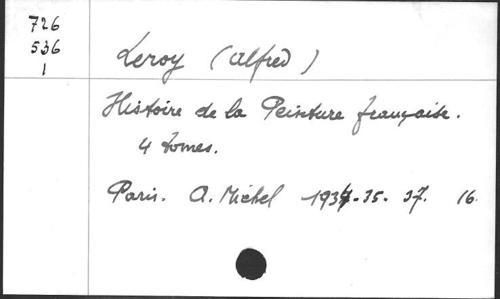 726
536
1
Leroy (Alfred)
Histoire de la Peinture française.
4 tomes.
Paris. A. Michel 1934-35. 37. 16.